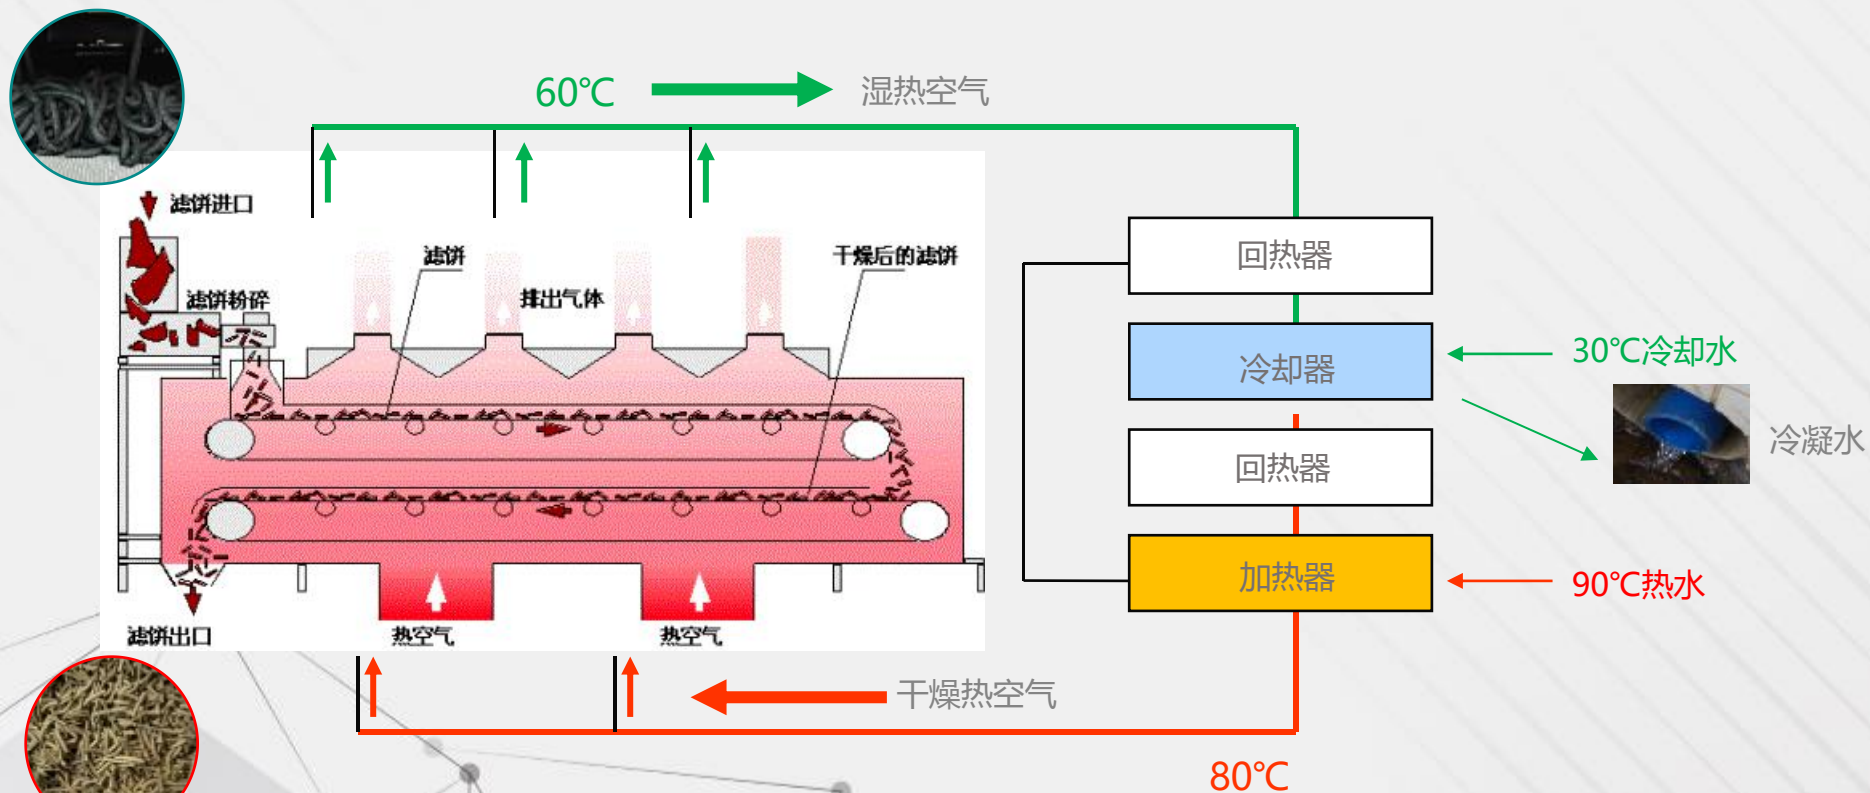 60℃
湿热空气
滤饼进口
滤饼
干燥后的滤饼
滤饼粉碎
排出气体
回热器
冷却器
30℃冷却水
冷凝水
回热器
加热器
90℃热水
滤饼出口
热空气
热空气
干燥热空气
80℃